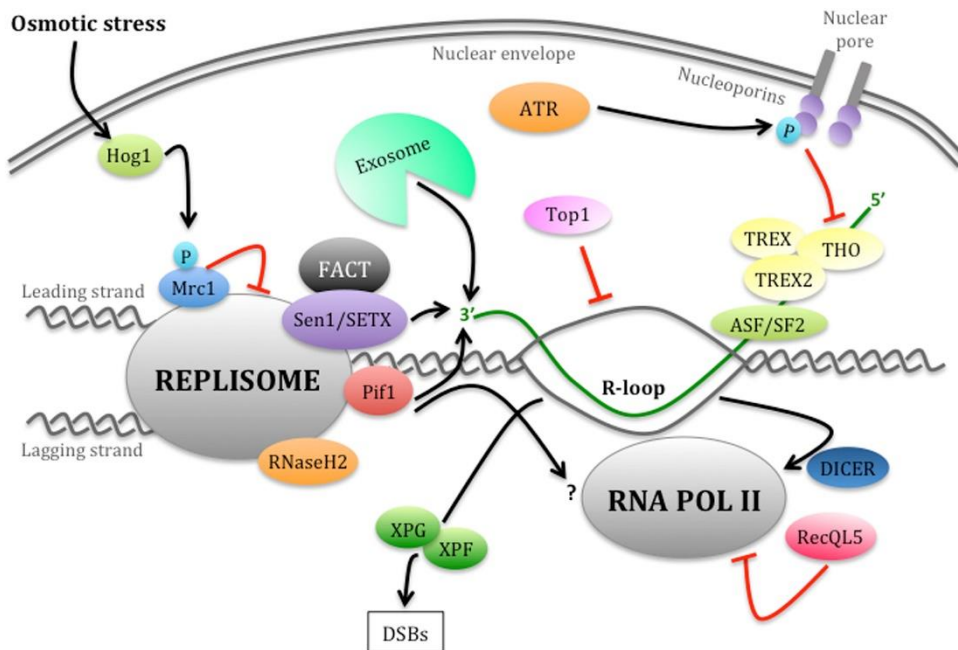 Osmotic stress
Nuclear envelope
Nuclear
pore
Nucleoporins
ATR
P
Hog1
Exosome
Top1
5’
TREX
THO
TREX2
P
Mrc1
FACT
Leading strand
Sen1/SETX
3’
ASF/SF2
REPLISOME
Pif1
R-loop
Lagging strand
RNaseH2
DICER
?
RNA POL II
XPG
XPF
RecQL5
DSBs